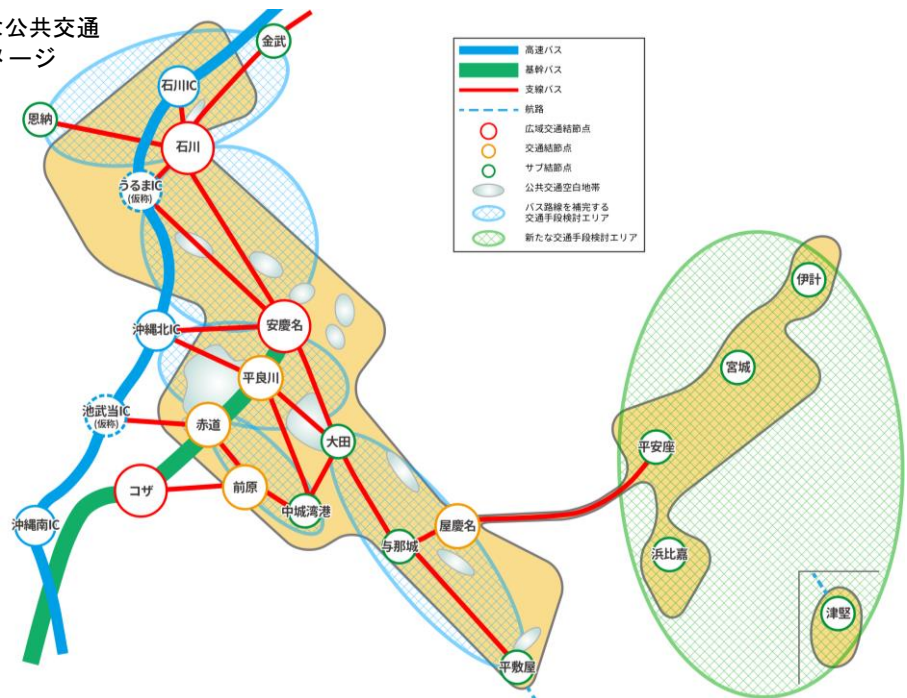 な公共交通
メージ
金武
石川IC
恩納
石川
うるまIC
(仮称)
沖縄北IC
安慶名
平良川
池武当IC
(仮称)
赤道
大田
コザ
前原
中城湾港
沖縄南IC
与那城
屋慶名
平敷屋
高速バス
基幹バス
支線バス
航路
広域交通結節点
交通結節点
サブ結節点
公共交通空白地帯
バス路線を補完する
交通手段検討エリア
新たな交通手段検討エリア
伊計
宮城
平安座
浜比嘉
津堅